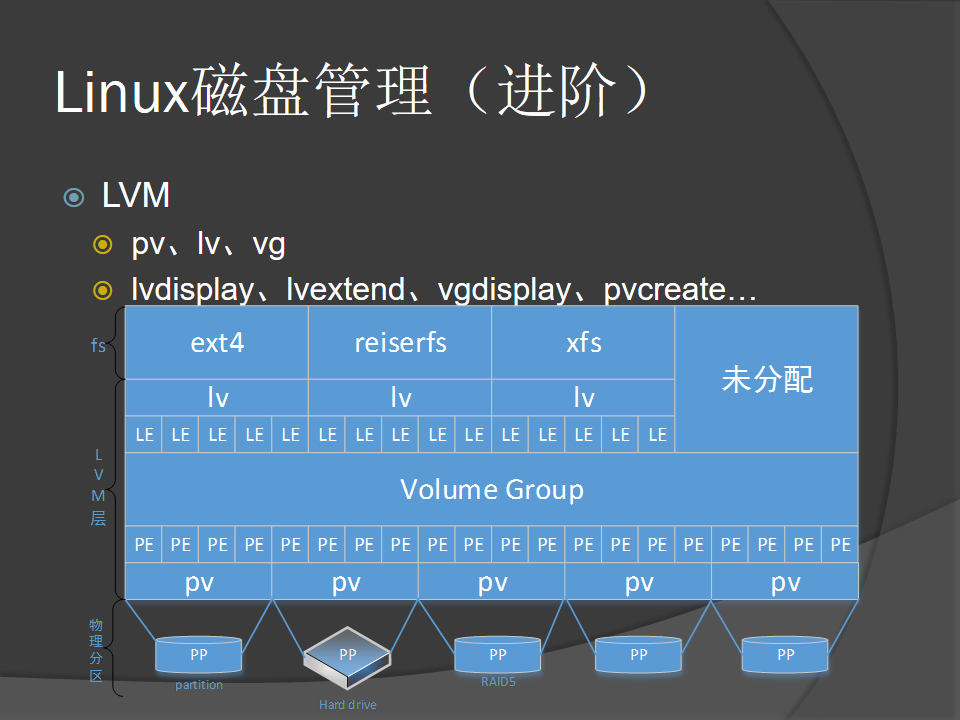 Linux磁盘管理（进阶）
LVM
pv、lv、vg
lvdisplay、lvextend、vgdisplay、pvcreate…
fs
ext4 reiserfs xfs 未分配
lv lv lv
LE LE LE LE LE LE LE LE LE LE LE LE LE LE LE
LVM层
Volume Group
PE PE PE PE PE PE PE PE PE PE PE PE PE PE PE PE PE PE PE PE
pv pv pv pv pv
物理分区
PP PP PP PP PP
partition Hard drive RAID5